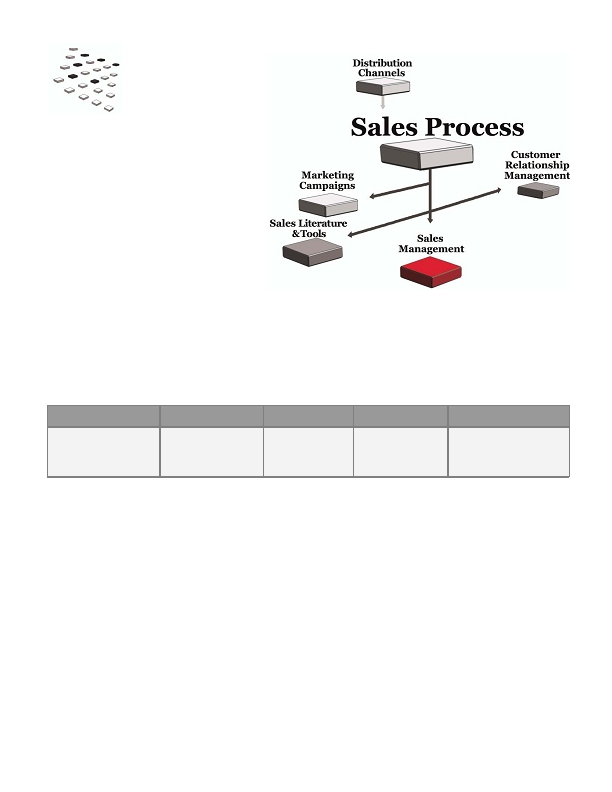 Distribution
Channels
Sales Process
Customer
Relationship
Management
Marketing
Campaigns
Sales Literature
&Tools
Sales
Management